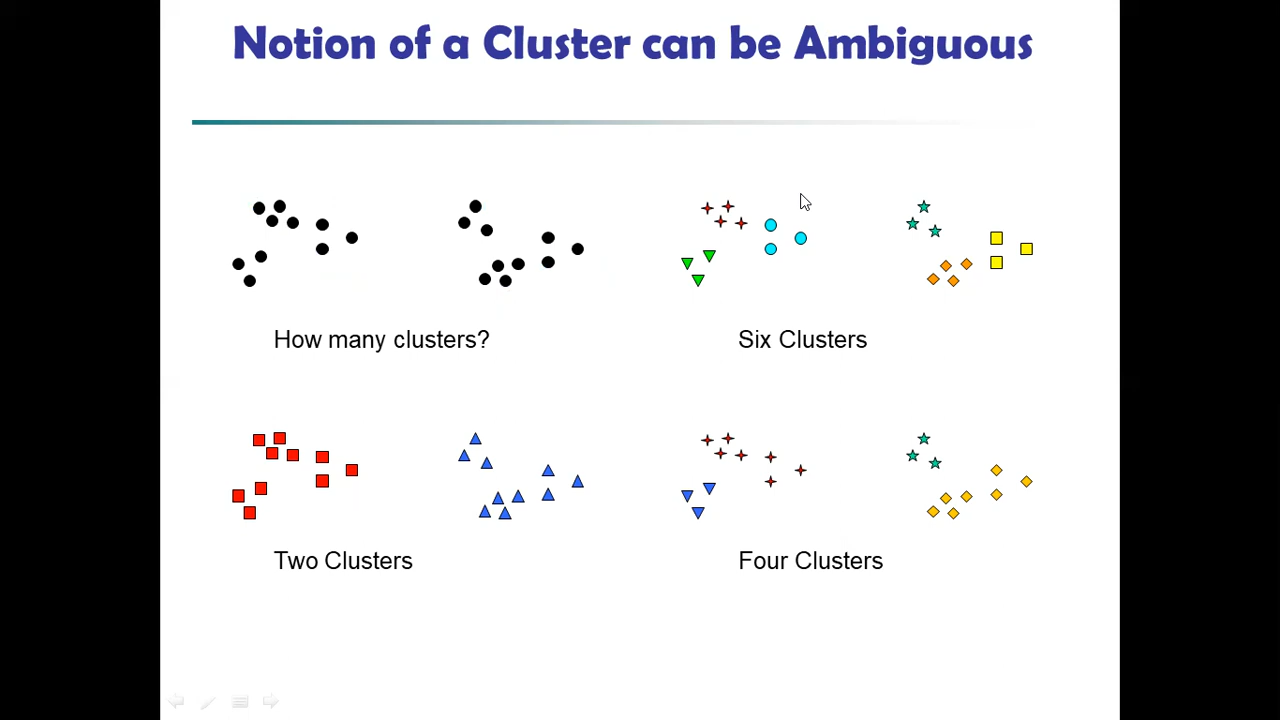 Notion of a Cluster can be Ambiguous
How many clusters?
Six Clusters
Two Clusters
Four Clusters